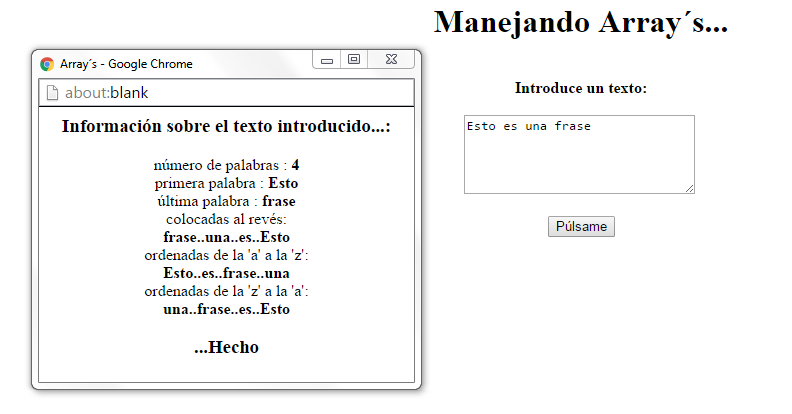 Manejando Array´s...
Array´s - Google Chrome
about:blank
Información sobre el texto introducido...:
número de palabras : 4
primera palabra : Esto
última palabra : frase
colocadas al revés:
frase..una..es..Esto
ordenadas de la 'a' a la 'z':
Esto..es..frase..una
ordenadas de la 'z' a la 'a':
una..frase..es..Esto
...Hecho
Introduce un texto:
Esto es una frase
Púlsame